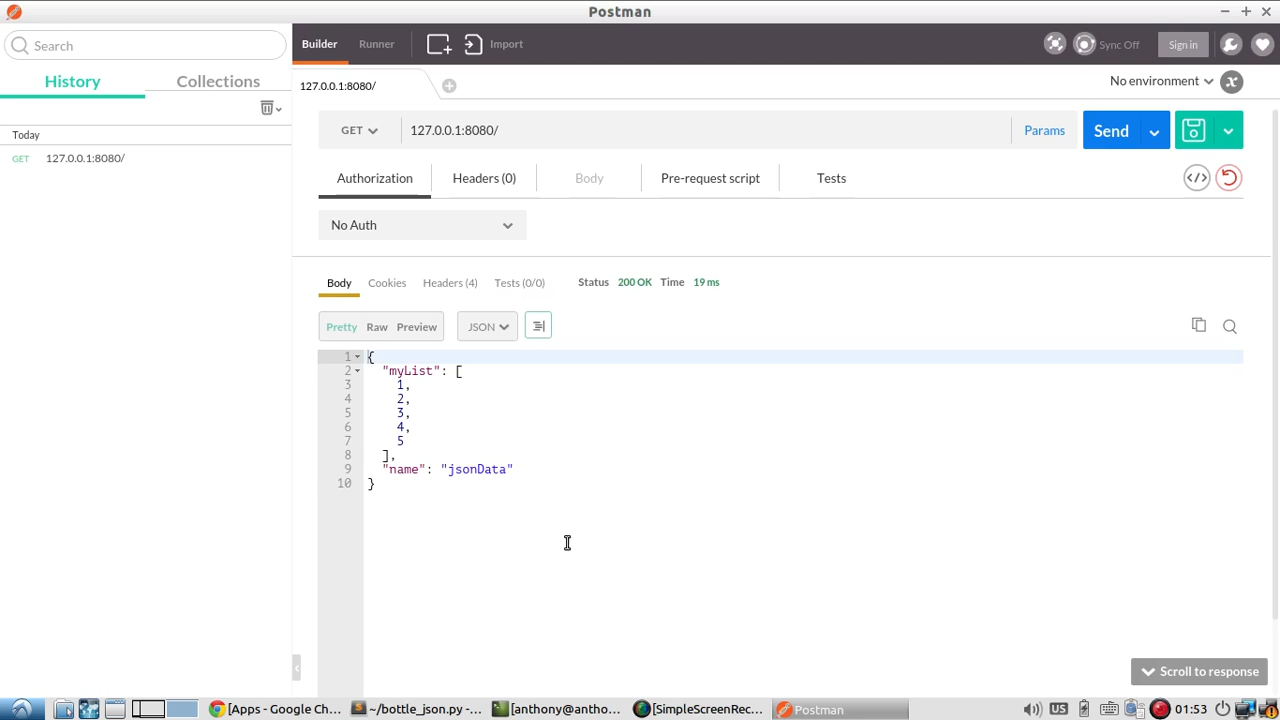 Postman
Search
Builder
Runner
Import
Sync Off
Sign in
History
Collections
127.0.0.1:8080/
No environment
x
Today
GET 127.0.0.1:8080/
GET
127.0.0.1:8080/
Params
Send
Authorization
Headers (0)
Body
Pre-request script
Tests
</>
No Auth
Body
Cookies
Headers (4)
Tests (0/0)
Status 200 OK Time 19 ms
Pretty Raw Preview
JSON
1 {
2 "myList": [
3 1,
4 2,
5 3,
6 4,
7 5
8 ],
9 "name": "jsonData"
10 }
Scroll to response
[Apps - Google Ch...
~/bottle_json.py -...
[anthony@antho...
[SimpleScreenRec...
Postman
US
01:53